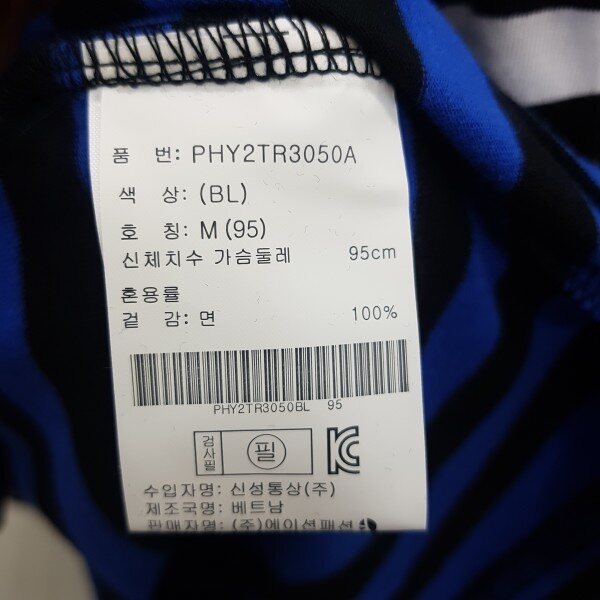 품 번: PHY2TR3050A
색 상: (BL)
호 칭: M (95)
신체치수 가슴둘레 95cm
혼용률
겉 감: 면 100%
PHY2TR3050BL 95
검사필 필 KC
수입자명: 신성통상(주)
제조국명: 베트남
판매자명: (주)에이션패션